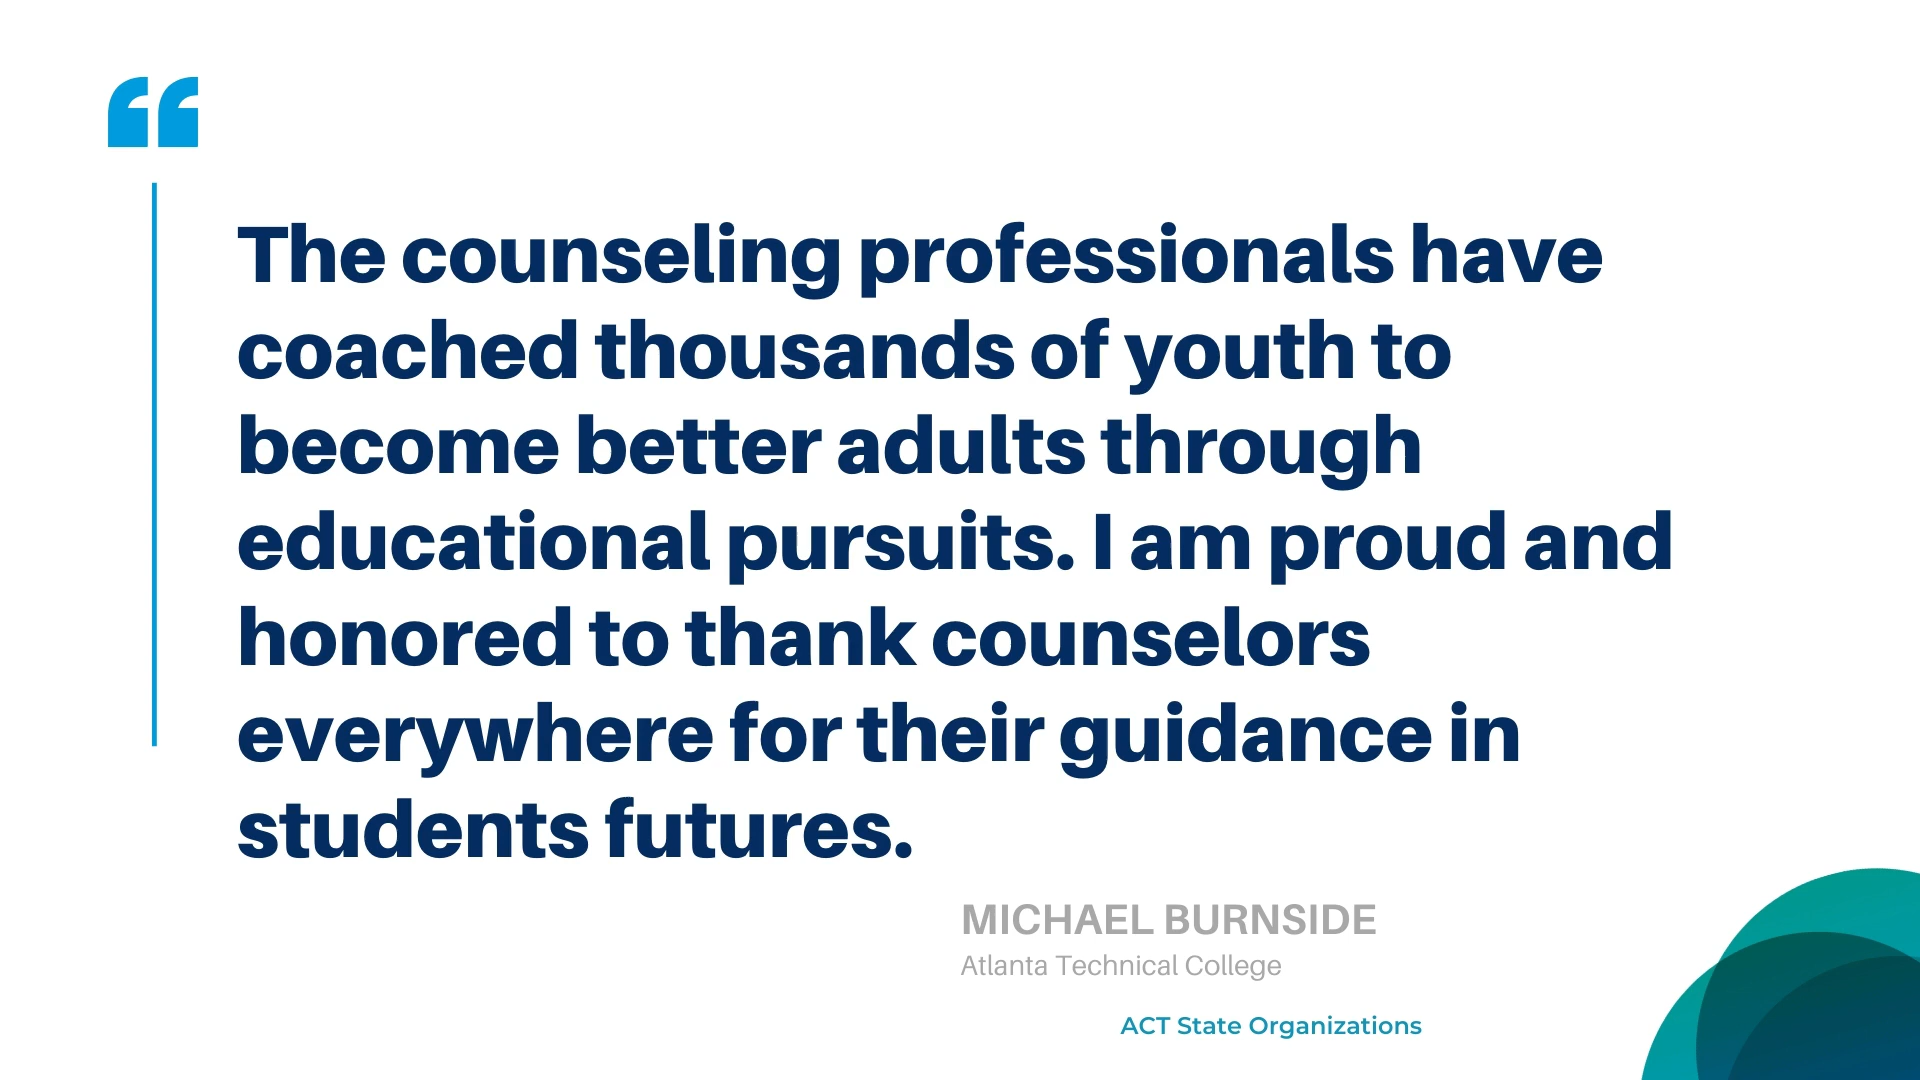 “
The counseling professionals have
coached thousands of youth to
become better adults through
educational pursuits. I am proud and
honored to thank counselors
everywhere for their guidance in
students futures.
MICHAEL BURNSIDE
Atlanta Technical College
ACT State Organizations